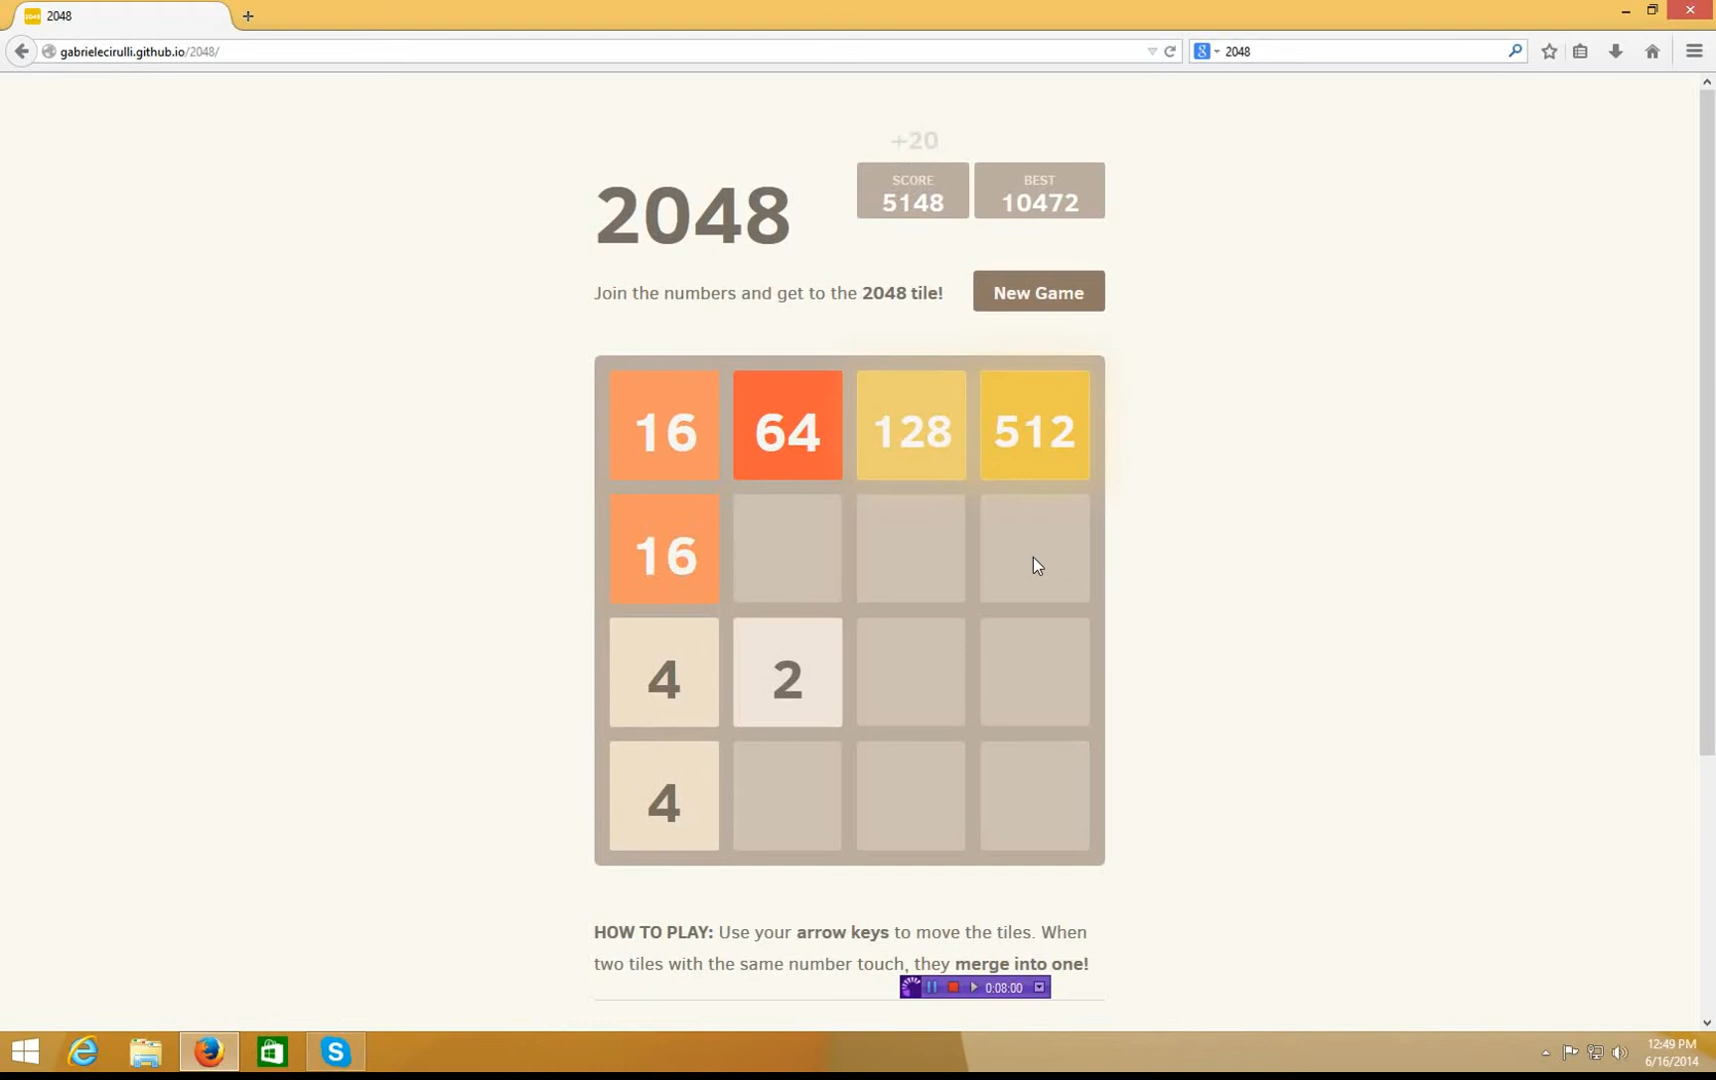 2048
gabrielecirulli.github.io/2048/
2048
+20
SCORE
5148
BEST
10472
2048
Join the numbers and get to the 2048 tile!
New Game
16 64 128 512
16
4 2
4
HOW TO PLAY: Use your arrow keys to move the tiles. When
two tiles with the same number touch, they merge into one!
0:08:00
12:49 PM
6/16/2014